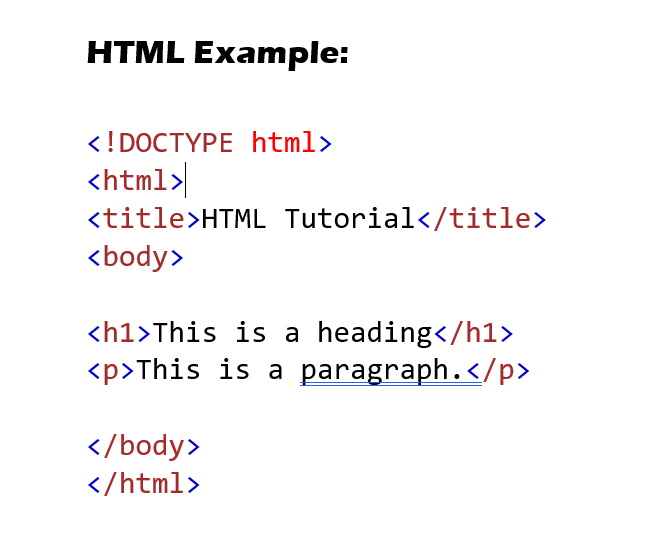 HTML Example:
<!DOCTYPE html>
<html>
<title>HTML Tutorial</title>
<body>
<h1>This is a heading</h1>
<p>This is a paragraph.</p>
</body>
</html>